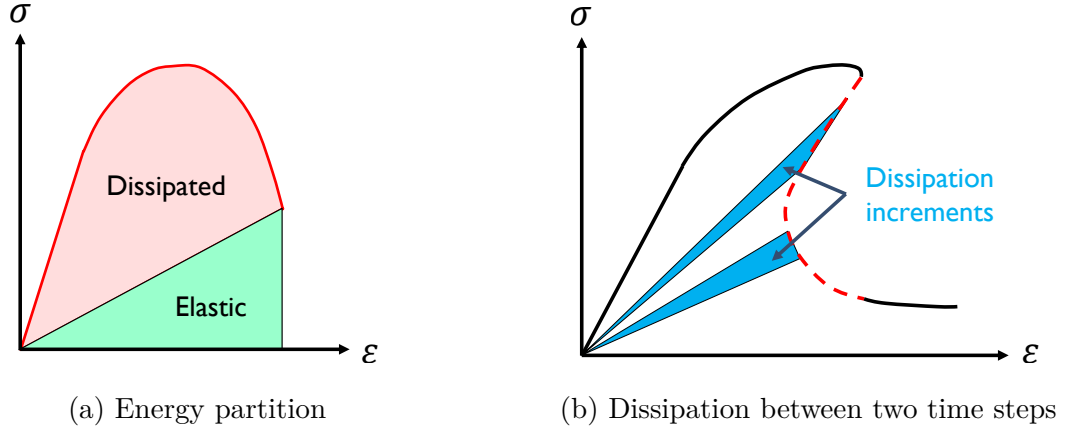 σ
Dissipated
Elastic
ε
(a) Energy partition
σ
Dissipation
increments
ε
(b) Dissipation between two time steps